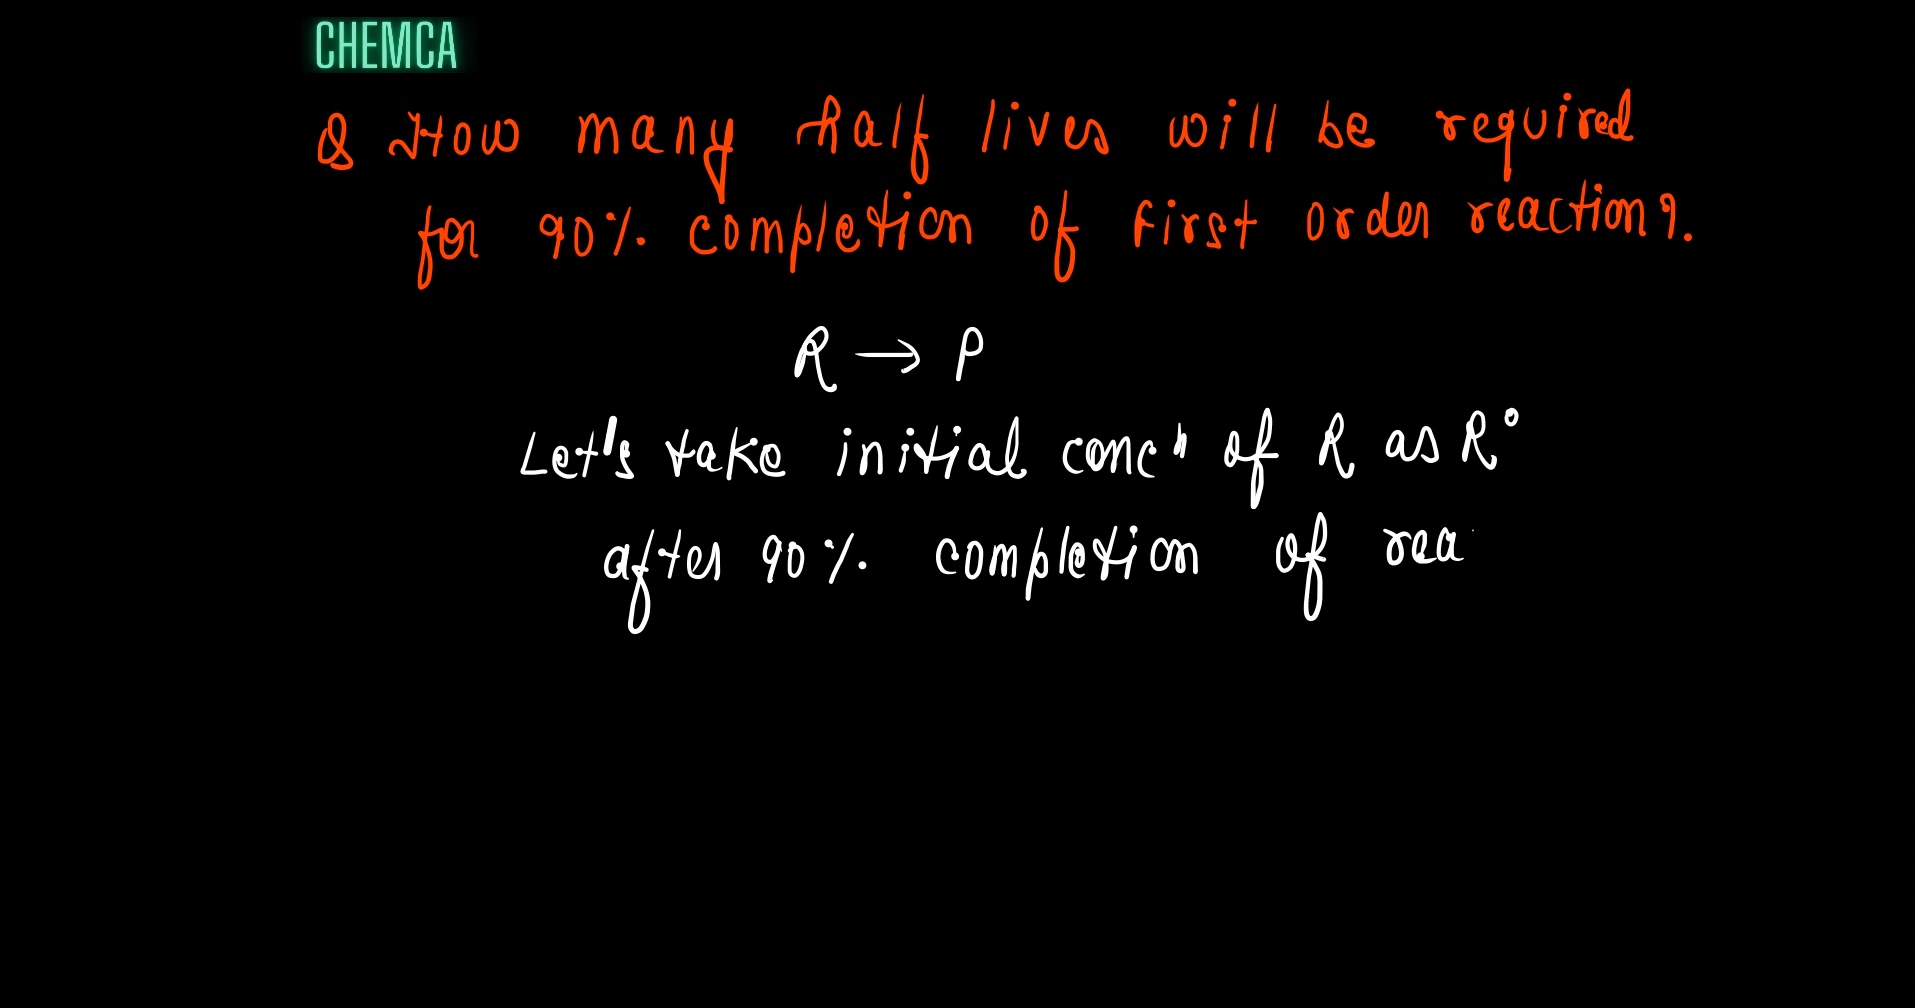 CHEMCA
Q How many half lives will be required
for 90% completion of first order reaction?.
R → P
Let's take initial concn of R as R°
after 90% completion of rea